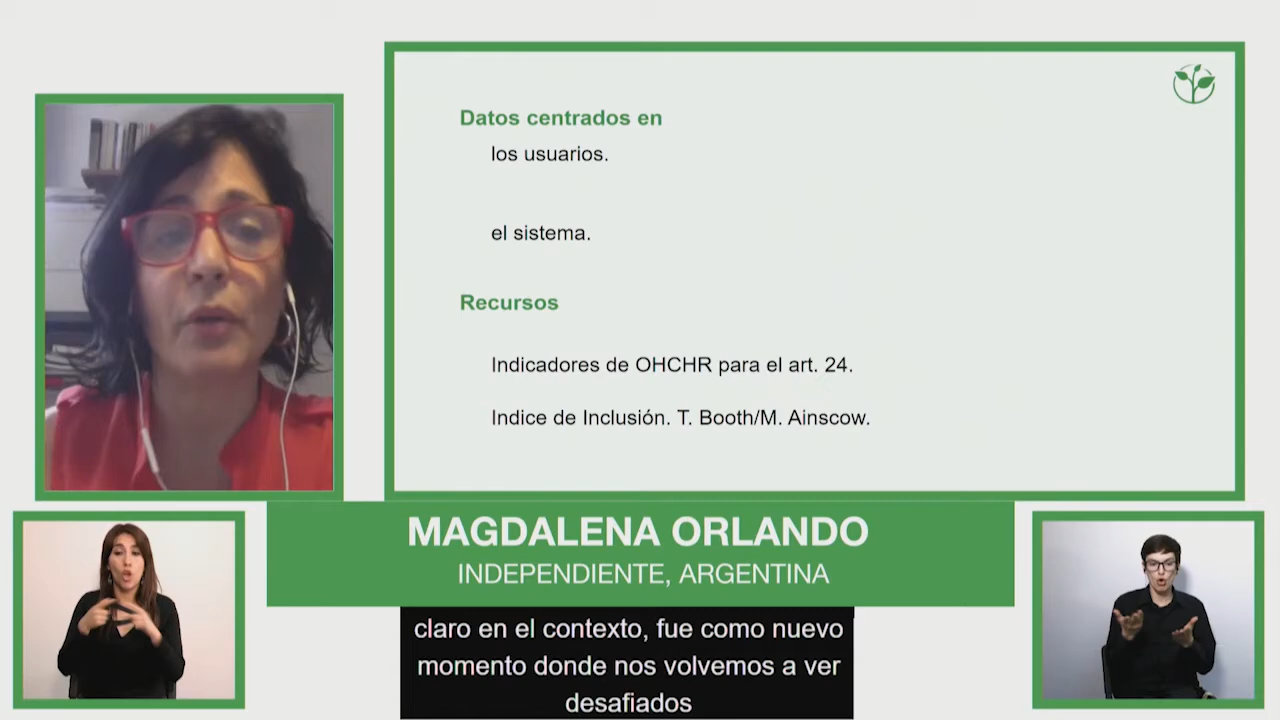 Datos centrados en
los usuarios.
el sistema.
Recursos
Indicadores de OHCHR para el art. 24.
Indice de Inclusión. T. Booth/M. Ainscow.
MAGDALENA ORLANDO
INDEPENDIENTE, ARGENTINA
claro en el contexto, fue como nuevo
momento donde nos volvemos a ver
desafiados